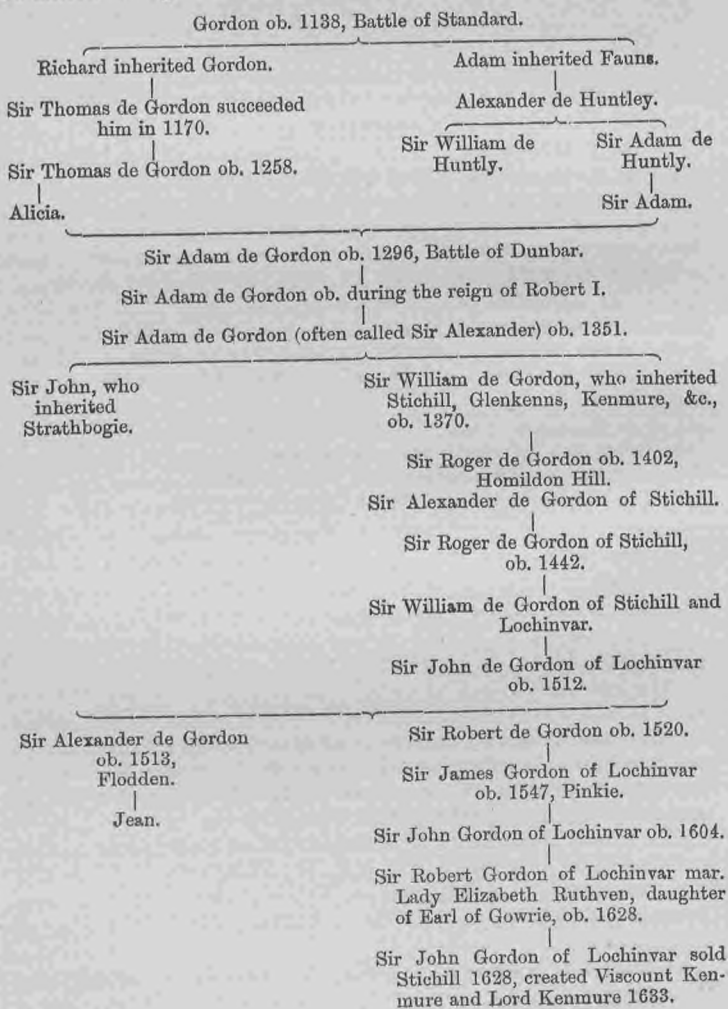 Gordon ob. 1138, Battle of Standard.
Richard inherited Gordon.
Sir Thomas de Gordon succeeded
him in 1170.
Sir Thomas de Gordon ob. 1258.
Alicia.
Adam inherited Fauns.
Alexander de Huntley.
Sir William de
Huntly.
Sir Adam de
Huntly.
Sir Adam.
Sir Adam de Gordon ob. 1296, Battle of Dunbar.
Sir Adam de Gordon ob. during the reign of Robert I.
Sir Adam de Gordon (often called Sir Alexander) ob. 1351.
Sir John, who
inherited
Strathbogie.
Sir William de Gordon, who inherited
Stichill, Glenkenns, Kenmure, &c.,
ob. 1370.
Sir Roger de Gordon ob. 1402,
Homildon Hill.
Sir Alexander de Gordon of Stichill.
Sir Roger de Gordon of Stichill,
ob. 1442.
Sir William de Gordon of Stichill and
Lochinvar.
Sir John de Gordon of Lochinvar
ob. 1512.
Sir Alexander de Gordon
ob. 1513,
Flodden.
Jean.
Sir Robert de Gordon ob. 1520.
Sir James Gordon of Lochinvar
ob. 1547, Pinkie.
Sir John Gordon of Lochinvar ob. 1604.
Sir Robert Gordon of Lochinvar mar.
Lady Elizabeth Ruthven, daughter
of Earl of Gowrie, ob. 1628.
Sir John Gordon of Lochinvar sold
Stichill 1628, created Viscount Ken-
mure and Lord Kenmure 1633.